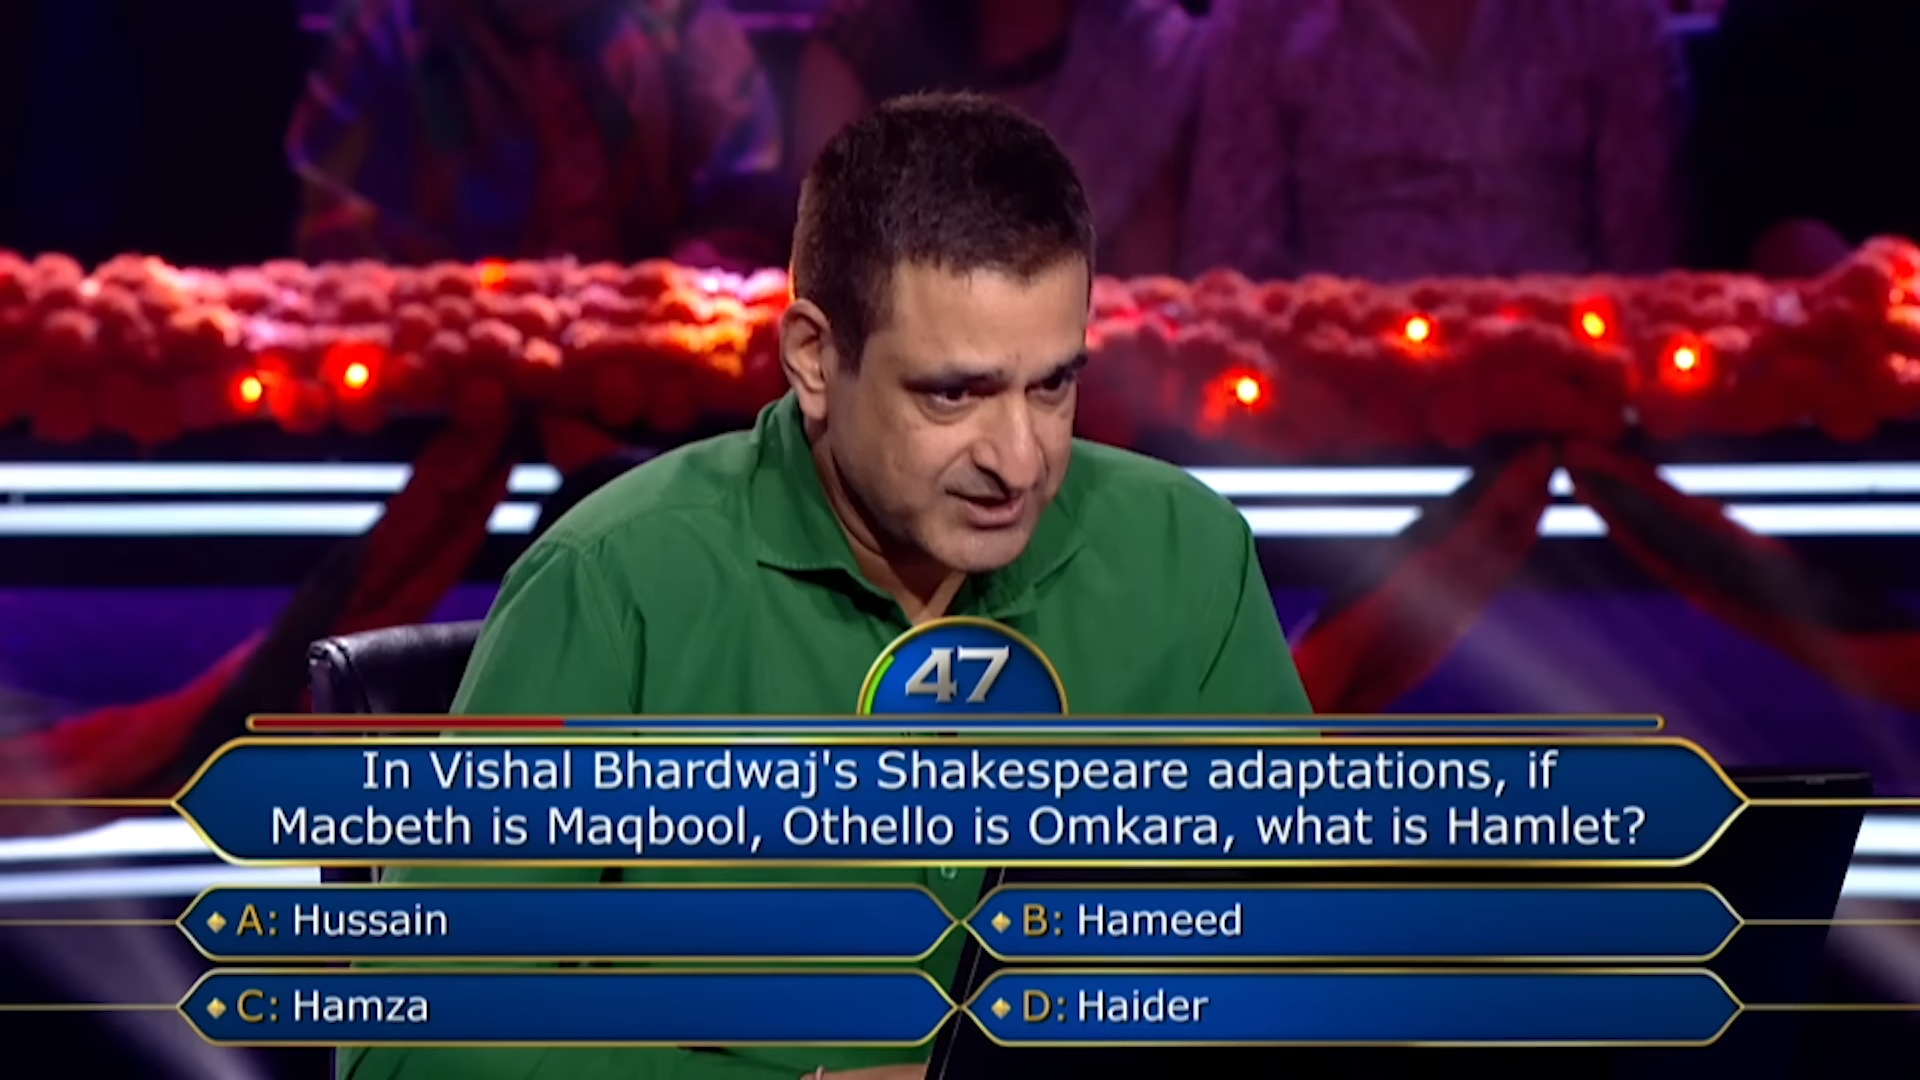 47
In Vishal Bhardwaj's Shakespeare adaptations, if
Macbeth is Maqbool, Othello is Omkara, what is Hamlet?
A: Hussain
B: Hameed
C: Hamza
D: Haider